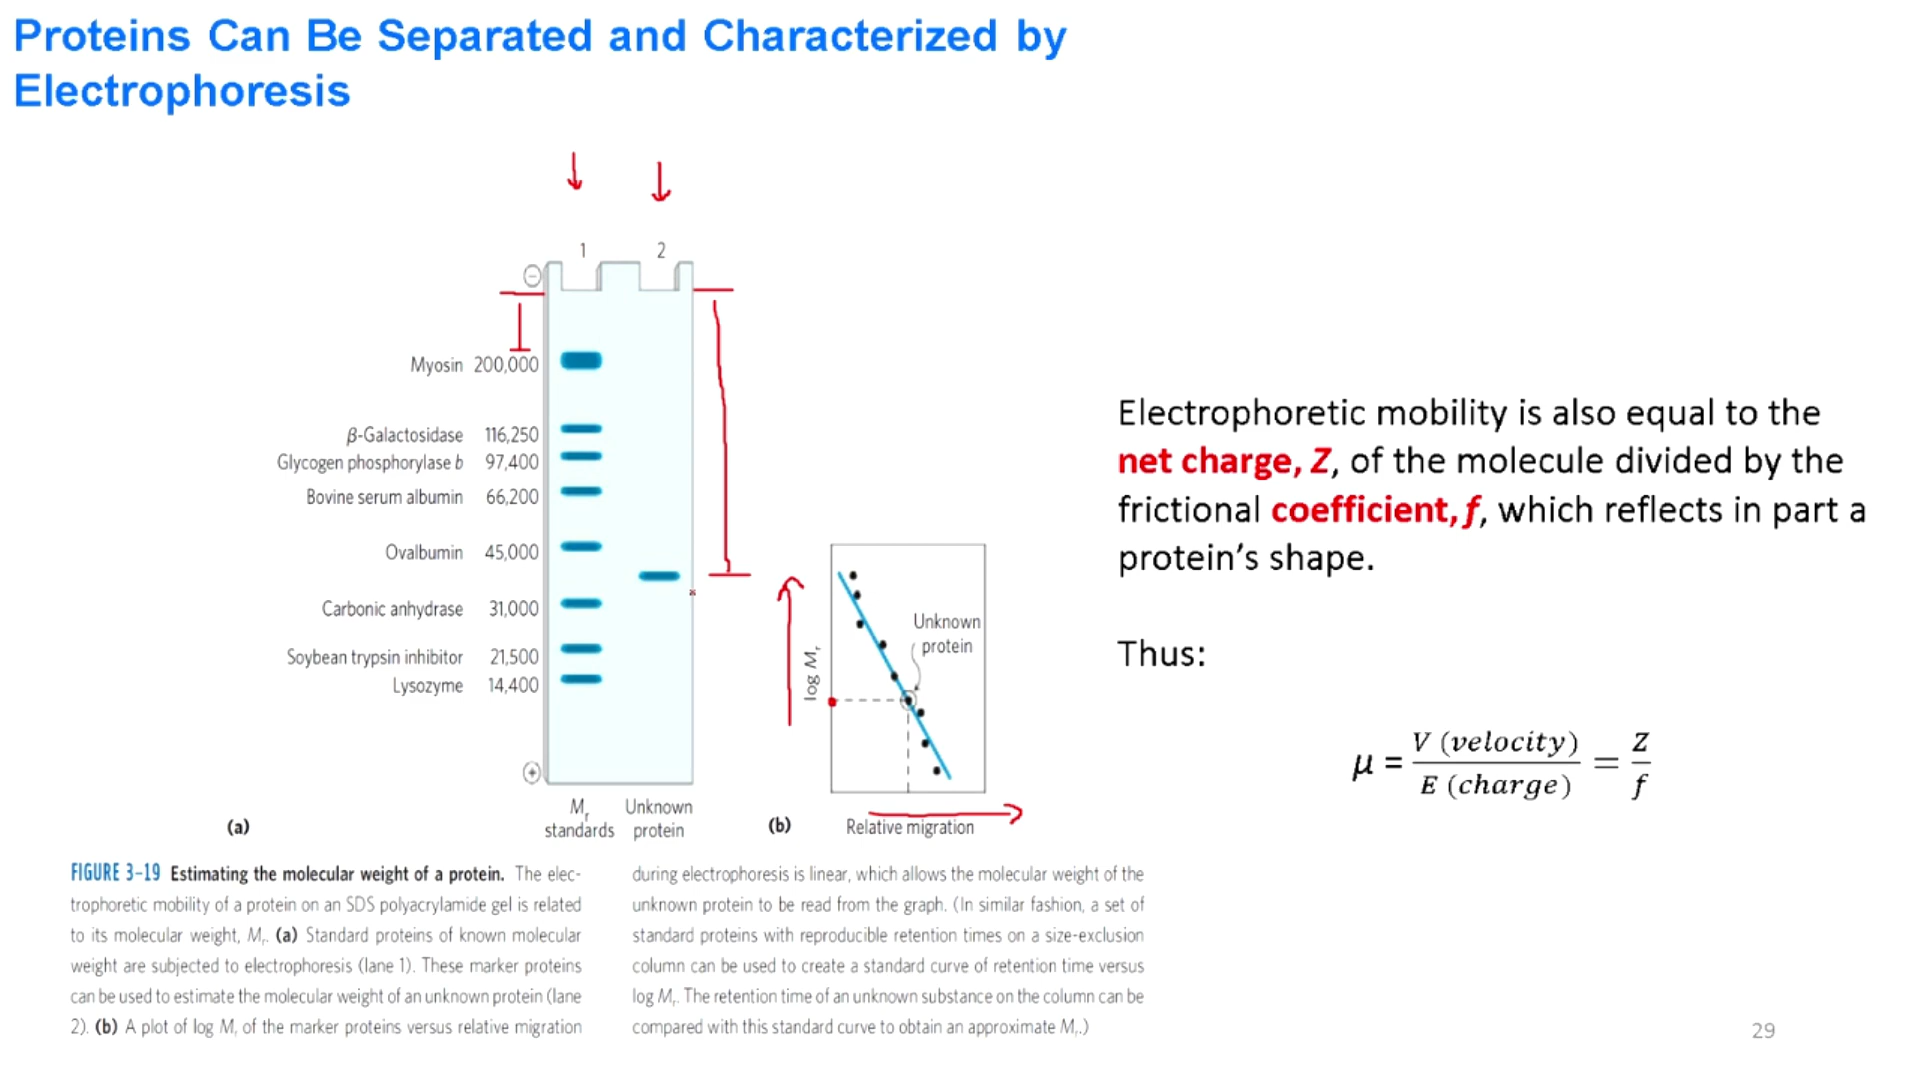 Proteins Can Be Separated and Characterized by
Electrophoresis
1 2
⊖
Myosin 200,000
β-Galactosidase 116,250
Glycogen phosphorylase b 97,400
Bovine serum albumin 66,200
Ovalbumin 45,000
Carbonic anhydrase 31,000
Soybean trypsin inhibitor 21,500
Lysozyme 14,400
⊕
Mr standards
Unknown protein
(a)
log Mr
Unknown
protein
(b)
Relative migration
FIGURE 3–19 Estimating the molecular weight of a protein. The elec-
trophoretic mobility of a protein on an SDS polyacrylamide gel is related
to its molecular weight, Mr. (a) Standard proteins of known molecular
weight are subjected to electrophoresis (lane 1). These marker proteins
can be used to estimate the molecular weight of an unknown protein (lane
2). (b) A plot of log Mr of the marker proteins versus relative migration
during electrophoresis is linear, which allows the molecular weight of the
unknown protein to be read from the graph. (In similar fashion, a set of
standard proteins with reproducible retention times on a size-exclusion
column can be used to create a standard curve of retention time versus
log Mr. The retention time of an unknown substance on the column can be
compared with this standard curve to obtain an approximate Mr.)
Electrophoretic mobility is also equal to the
net charge, Z, of the molecule divided by the
frictional coefficient, f, which reflects in part a
protein's shape.
Thus:
μ = V (velocity) / E (charge) = Z / f
29